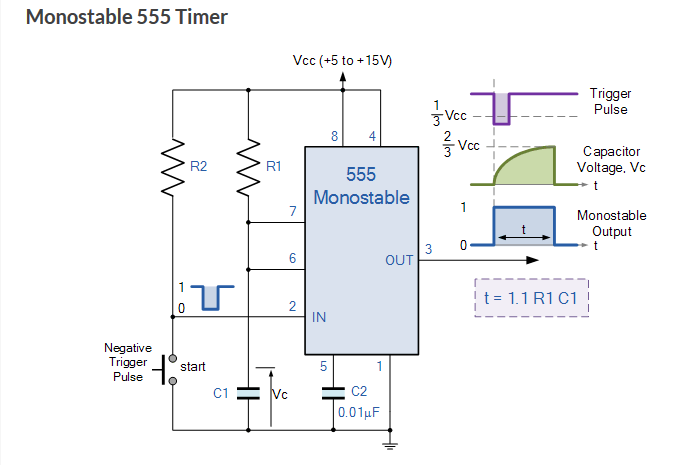 Monostable 555 Timer
Vcc (+5 to +15V)
8
4
R2
R1
555
Monostable
7
6
2
IN
OUT
3
1
0
Negative
Trigger
Pulse
start
C1
Vc
5
1
C2
0.01μF
1/3 Vcc
Trigger
Pulse
2/3 Vcc
Capacitor
Voltage, Vc
t
1
0
t
Monostable
Output
t
t = 1.1 R1 C1